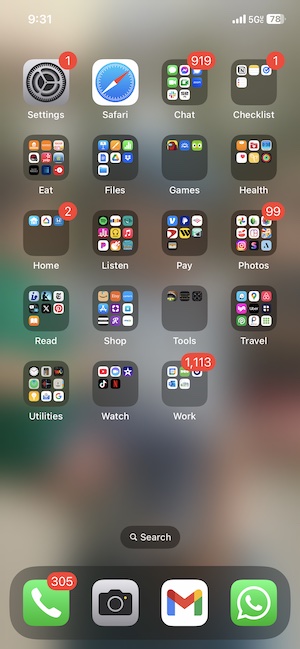 9:31 5G 78
1 919 1
Settings Safari Chat Checklist
Eat Files Games Health
2 99
Home Listen Pay Photos
Read Shop Tools Travel
1,113
Utilities Watch Work
Search
305